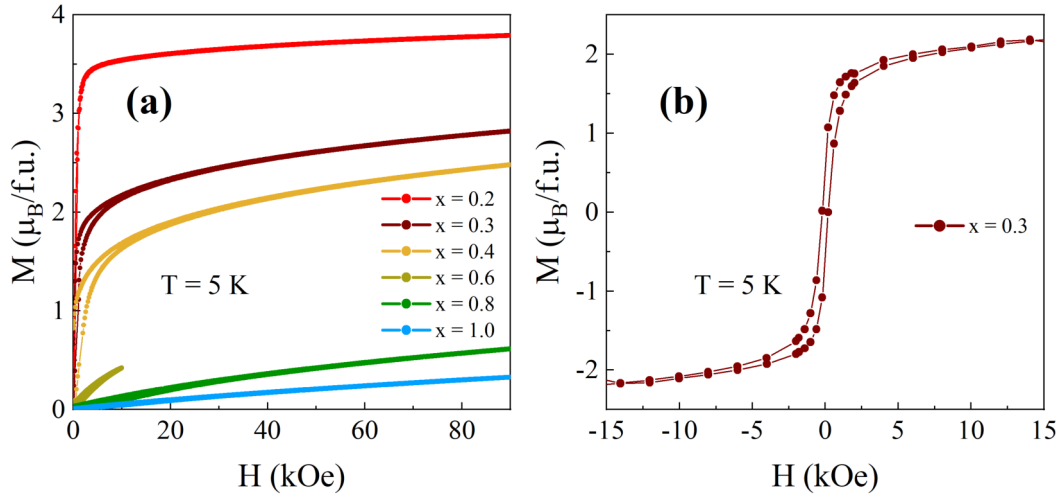 4
3
2
1
0
M (μB/f.u.)
(a)
x = 0.2
x = 0.3
x = 0.4
x = 0.6
x = 0.8
x = 1.0
T = 5 K
0 20 40 60 80
H (kOe)
2
1
0
-1
-2
M (μB/f.u.)
(b)
x = 0.3
T = 5 K
-15 -10 -5 0 5 10 15
H (kOe)